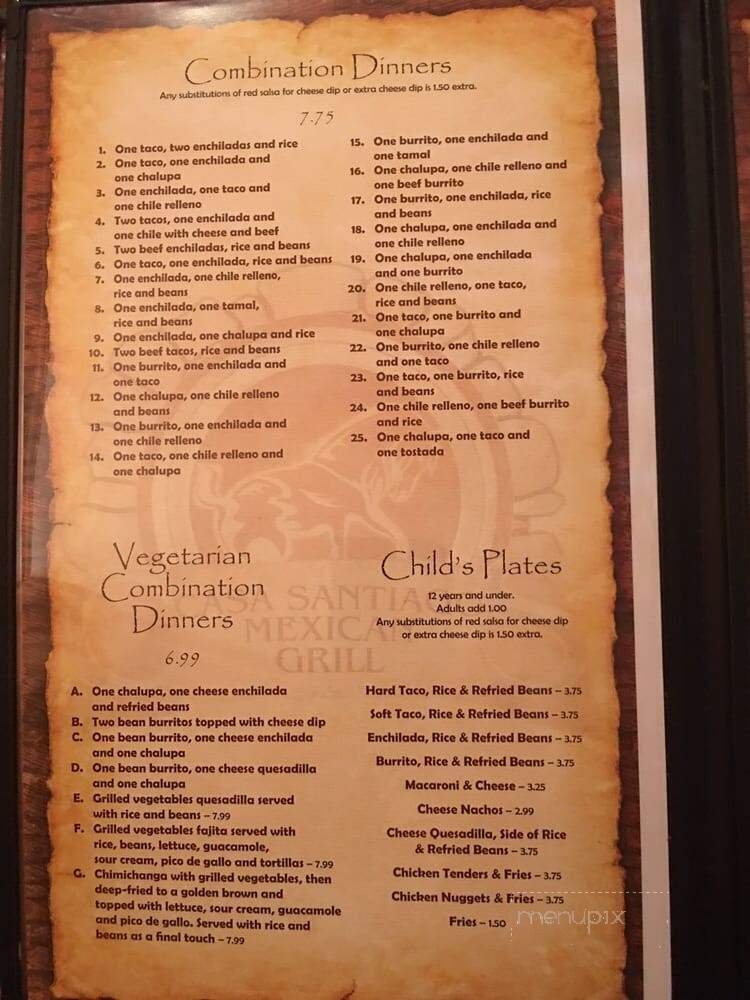 Combination Dinners
Any substitutions of red salsa for cheese dip or extra cheese dip is 1.50 extra.
7.75
1. One taco, two enchiladas and rice
2. One taco, one enchilada and
one chalupa
3. One enchilada, one taco and
one chile relleno
4. Two tacos, one enchilada and
one chile with cheese and beef
5. Two beef enchiladas, rice and beans
6. One taco, one enchilada, rice and beans
7. One enchilada, one chile relleno,
rice and beans
8. One enchilada, one tamal,
rice and beans
9. One enchilada, one chalupa and rice
10. Two beef tacos, rice and beans
11. One burrito, one enchilada and
one taco
12. One chalupa, one chile relleno
and beans
13. One burrito, one enchilada and
one chile relleno
14. One taco, one chile relleno and
one chalupa
15. One burrito, one enchilada and
one tamal
16. One chalupa, one chile relleno and
one beef burrito
17. One burrito, one enchilada, rice
and beans
18. One chalupa, one enchilada and
one chile relleno
19. One chalupa, one enchilada
and one burrito
20. One chile relleno, one taco,
rice and beans
21. One taco, one burrito and
one chalupa
22. One burrito, one chile relleno
and one taco
23. One taco, one burrito, rice
and beans
24. One chile relleno, one beef burrito
and rice
25. One chalupa, one taco and
one tostada
CASA SANTIAGO
MEXICAN
GRILL
Vegetarian
Combination
Dinners
6.99
A. One chalupa, one cheese enchilada
and refried beans
B. Two bean burritos topped with cheese dip
C. One bean burrito, one cheese enchilada
and one chalupa
D. One bean burrito, one cheese quesadilla
and one chalupa
E. Grilled vegetables quesadilla served
with rice and beans – 7.99
F. Grilled vegetables fajita served with
rice, beans, lettuce, guacamole,
sour cream, pico de gallo and tortillas – 7.99
G. Chimichanga with grilled vegetables, then
deep-fried to a golden brown and
topped with lettuce, sour cream, guacamole
and pico de gallo. Served with rice and
beans as a final touch – 7.99
Child's Plates
12 years and under.
Adults add 1.00
Any substitutions of red salsa for cheese dip
or extra cheese dip is 1.50 extra.
Hard Taco, Rice & Refried Beans – 3.75
Soft Taco, Rice & Refried Beans – 3.75
Enchilada, Rice & Refried Beans – 3.75
Burrito, Rice & Refried Beans – 3.75
Macaroni & Cheese – 3.25
Cheese Nachos – 2.99
Cheese Quesadilla, Side of Rice
& Refried Beans – 3.75
Chicken Tenders & Fries – 3.75
Chicken Nuggets & Fries – 3.75
Fries – 1.50
menupix